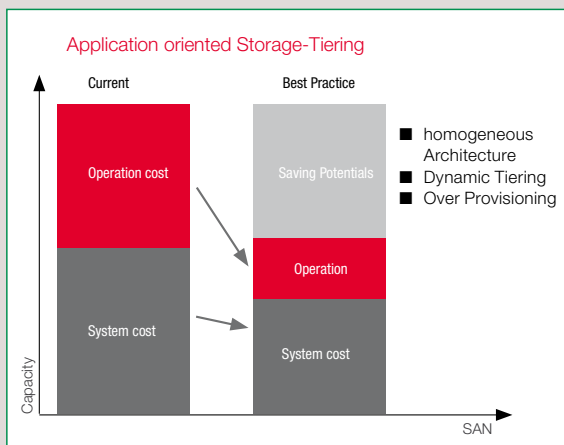 Application oriented Storage-Tiering
Current
Best Practice
Operation cost
Saving Potentials
■ homogeneous
Architecture
■ Dynamic Tiering
■ Over Provisioning
Operation
System cost
System cost
Capacity
SAN